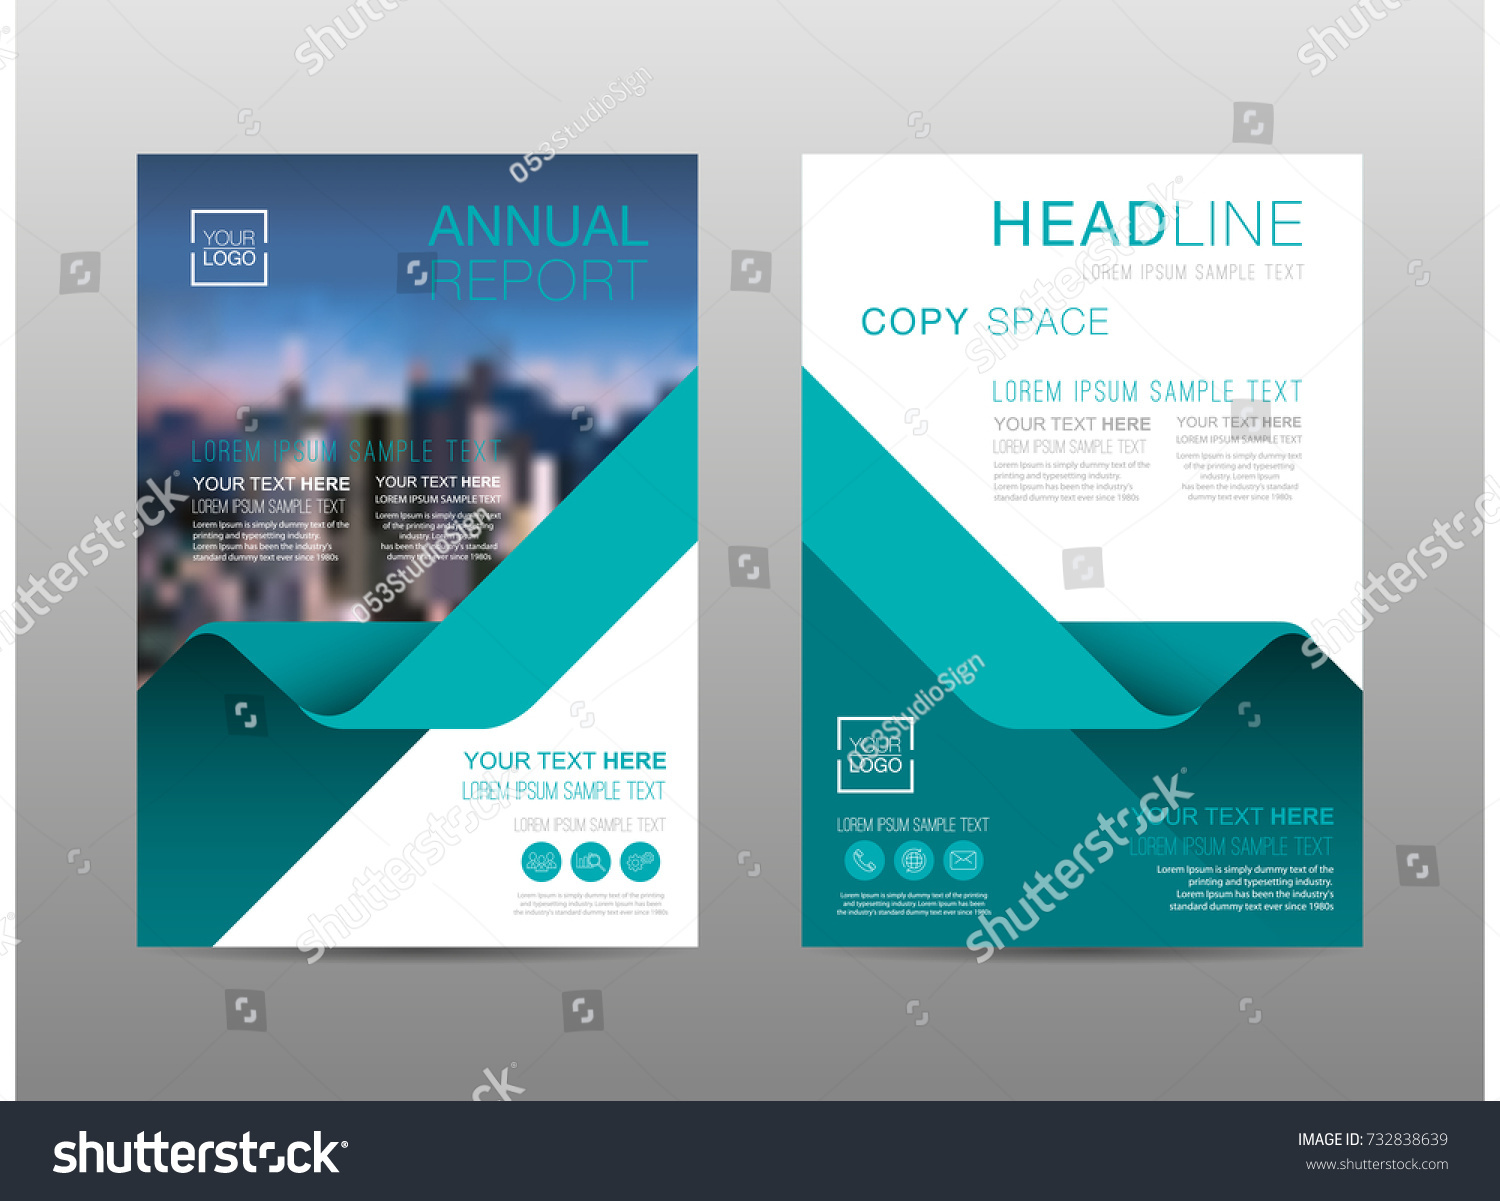 YOUR
LOGO
ANNUAL
REPORT
LOREM IPSUM SAMPLE TEXT
YOUR TEXT HERE
LOREM IPSUM SAMPLE TEXT
Lorem Ipsum is simply dummy text of the
printing and typesetting industry.
Lorem Ipsum has been the industry's
standard dummy text ever since 1980s
YOUR TEXT HERE
LOREM IPSUM SAMPLE TEXT
Lorem Ipsum is simply dummy
text of the printing
and typesetting industry.
Lorem Ipsum
has been the industry's standard
dummy text ever since 1980s
YOUR TEXT HERE
LOREM IPSUM SAMPLE TEXT
LOREM IPSUM SAMPLE TEXT
Lorem Ipsum is simply dummy text of the printing
and typesetting industry. Lorem Ipsum has been
the industry's standard dummy text ever since 1980s
HEADLINE
LOREM IPSUM SAMPLE TEXT
COPY SPACE
LOREM IPSUM SAMPLE TEXT
YOUR TEXT HERE
LOREM IPSUM SAMPLE TEXT
Lorem Ipsum is simply dummy text of the
printing and typesetting industry.
Lorem Ipsum has been the industry's
standard dummy text ever since 1980s
YOUR TEXT HERE
LOREM IPSUM SAMPLE TEXT
Lorem Ipsum is simply dummy
text of the printing
and typesetting industry.
Lorem Ipsum
has been the industry's standard
dummy text ever since 1980s
YOUR
LOGO
LOREM IPSUM SAMPLE TEXT
Lorem Ipsum is simply dummy text of the printing
and typesetting industry. Lorem Ipsum has been
the industry's standard dummy text ever since 1980s
YOUR TEXT HERE
LOREM IPSUM SAMPLE TEXT
Lorem Ipsum is simply dummy text of the printing
and typesetting industry. Lorem
Lorem Ipsum has been the industry's
standard dummy text ever since 1980s
shutterstock
053StudioSign
shutterstock
IMAGE ID: 732838639
www.shutterstock.com